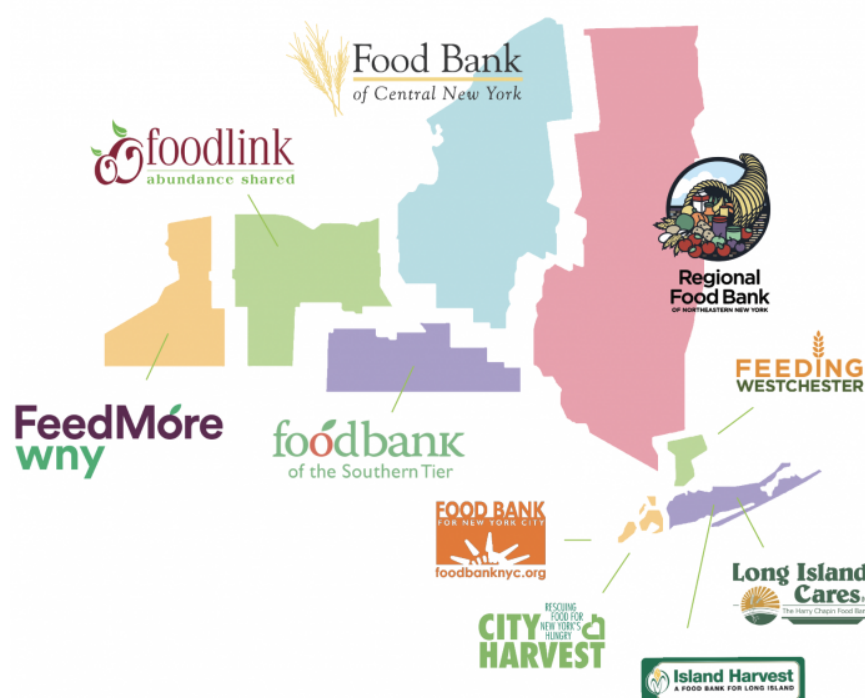 Food Bank
of Central New York
foodlink
abundance shared
Regional
Food Bank
OF NORTHEASTERN NEW YORK
FEEDING
WESTCHESTER
FeedMore
wny
foodbank
of the Southern Tier
FOOD BANK
FOR NEW YORK CITY
foodbanknyc.org
Long Island
Cares
The Harry Chapin Food Ban
RESCUING
FOOD FOR
NEW YORK'S
HUNGRY
CITY
HARVEST
Island Harvest
A FOOD BANK FOR LONG ISLAND